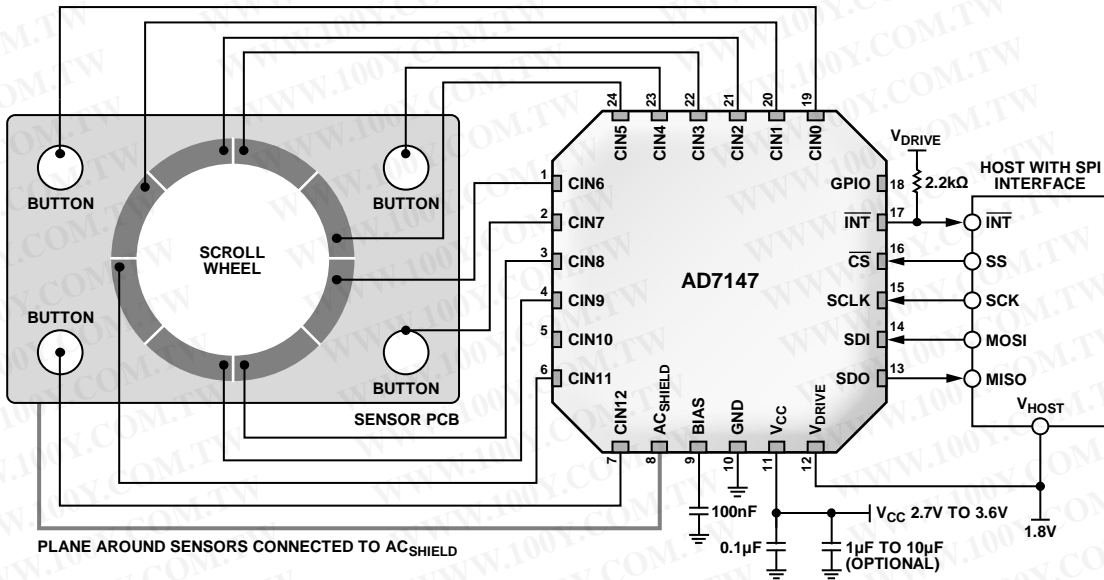 24
23
22
21
20
19
CIN5
CIN4
CIN3
CIN2
CIN1
CIN0
VDRIVE
2.2kΩ
HOST WITH SPI
INTERFACE
BUTTON
BUTTON
SCROLL
WHEEL
BUTTON
BUTTON
SENSOR PCB
1 CIN6
2 CIN7
3 CIN8
4 CIN9
5 CIN10
6 CIN11
AD7147
GPIO 18
INT 17
CS 16
SCLK 15
SDI 14
SDO 13
INT
SS
SCK
MOSI
MISO
VHOST
CIN12
ACSHIELD
BIAS
GND
VCC
VDRIVE
7
8
9
10
11
12
100nF
0.1µF
VCC 2.7V TO 3.6V
1µF TO 10µF
(OPTIONAL)
1.8V
PLANE AROUND SENSORS CONNECTED TO ACSHIELD
WWW.100Y.COM.TW